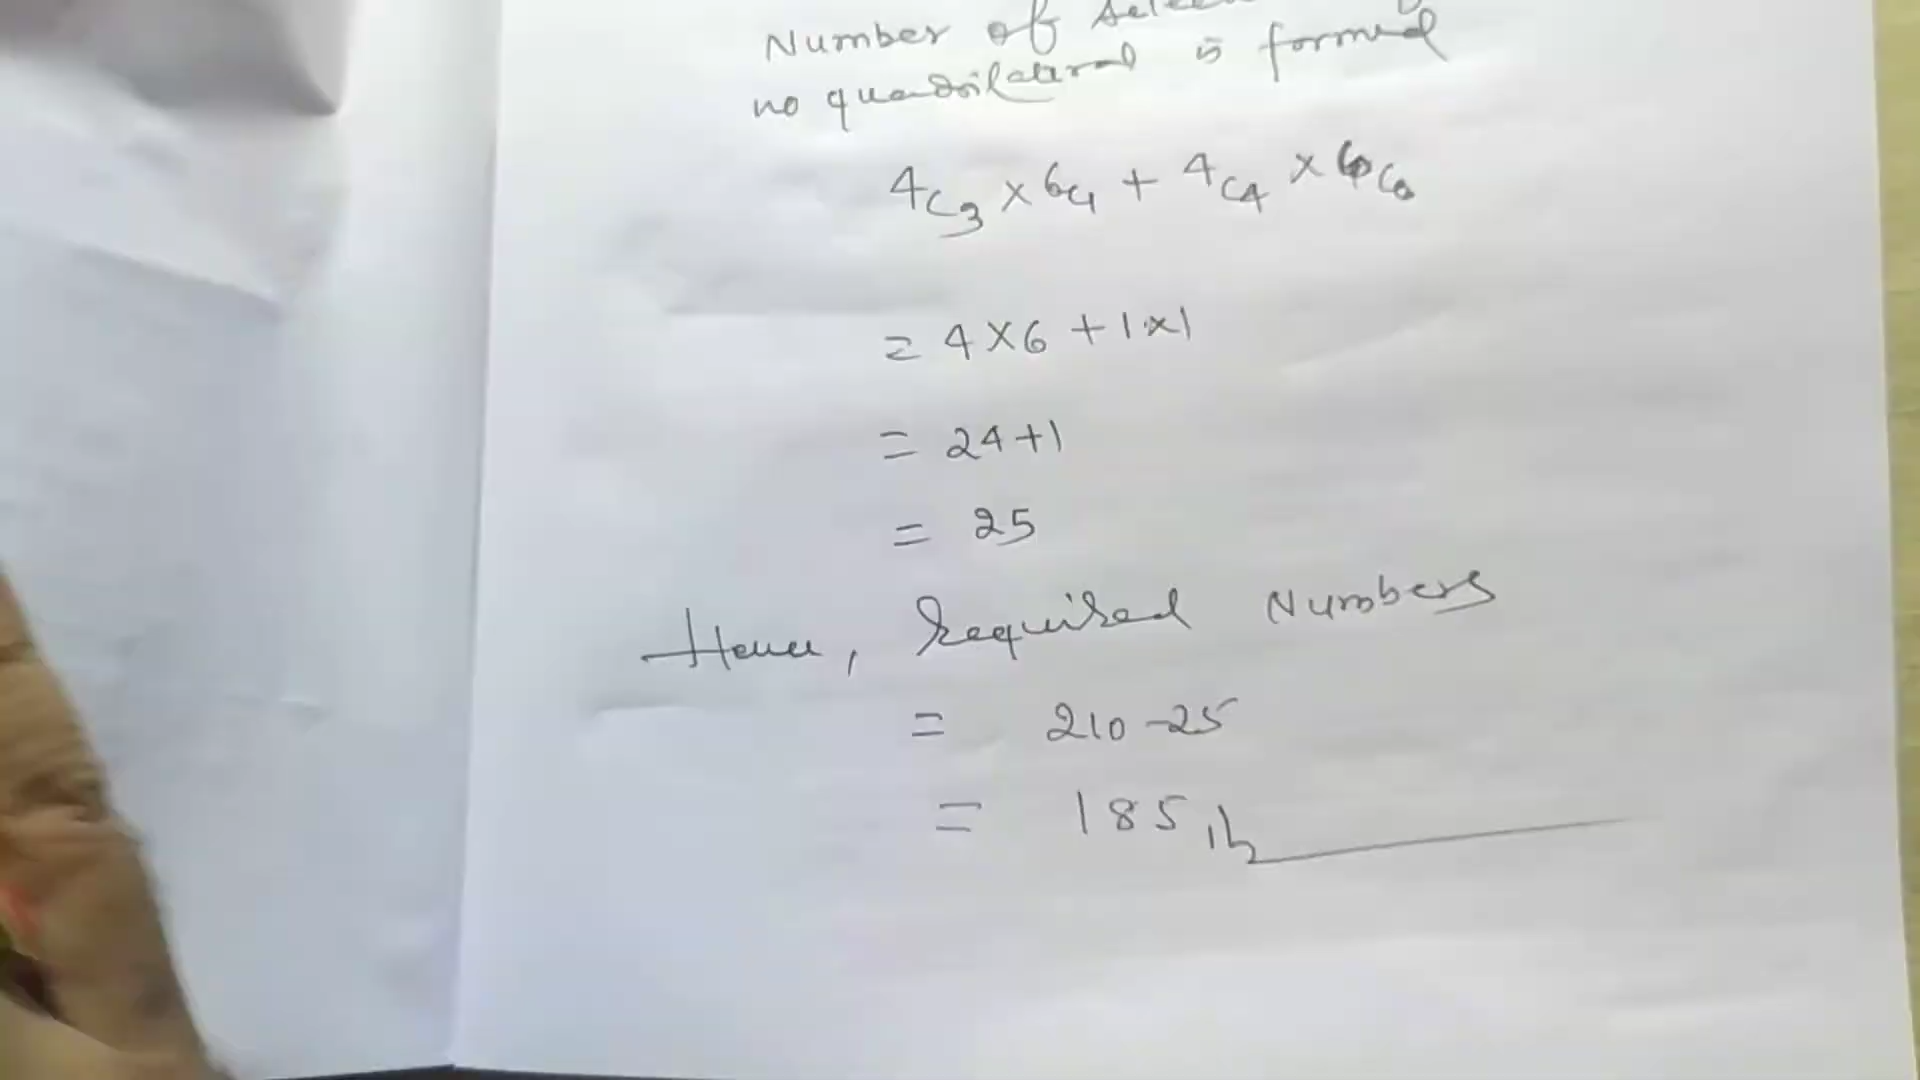 Number of
no quadrilateral is formed
4C3 × 6C1 + 4C4 × 6C0
= 4×6 + 1×1
= 24+1
= 25
Hence, Required Numbers
= 210-25
= 185